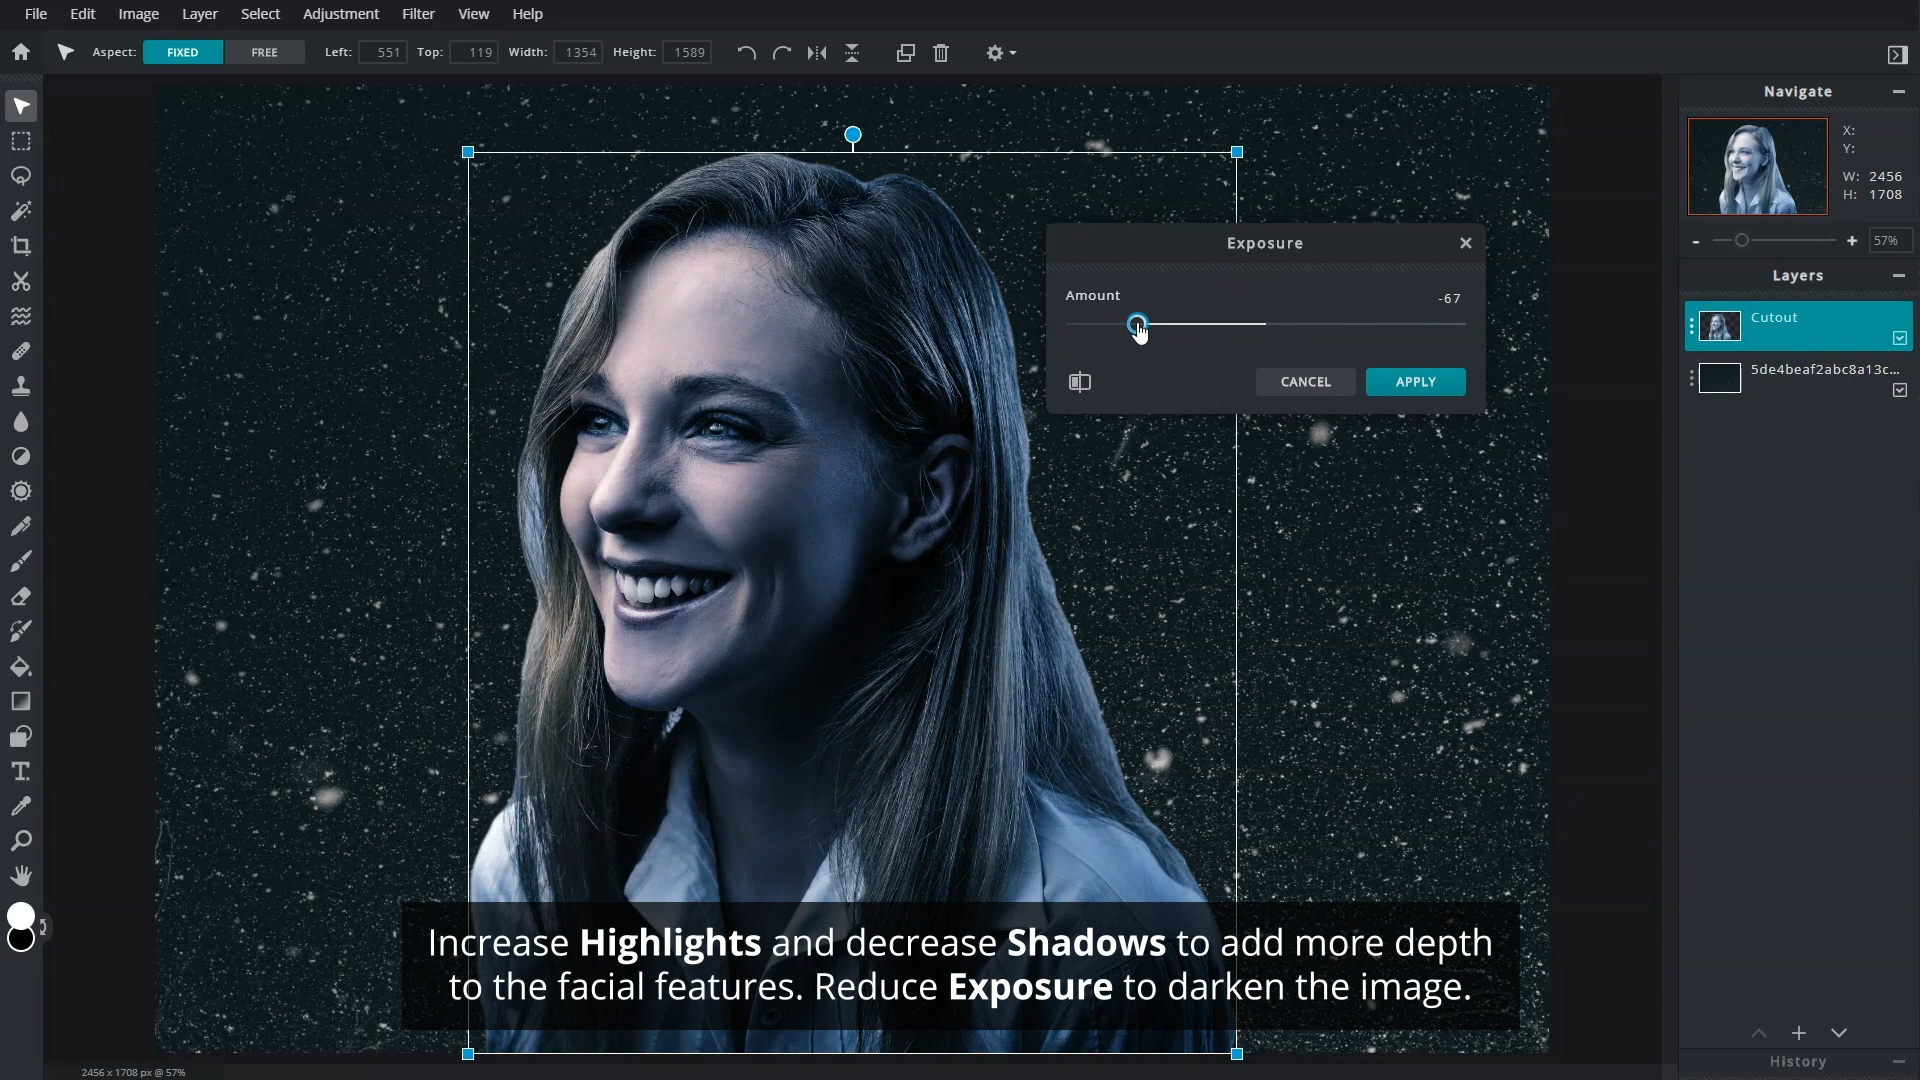 File Edit Image Layer Select Adjustment Filter View Help
Aspect: FIXED FREE Left: 551 Top: 119 Width: 1354 Height: 1589
Navigate
X:
Y:
W: 2456
H: 1708
- + 57%
Exposure
Amount -67
CANCEL APPLY
Layers
Cutout
5de4beaf2abc8a13c...
Increase Highlights and decrease Shadows to add more depth
to the facial features. Reduce Exposure to darken the image.
History
2456 x 1708 px @ 57%